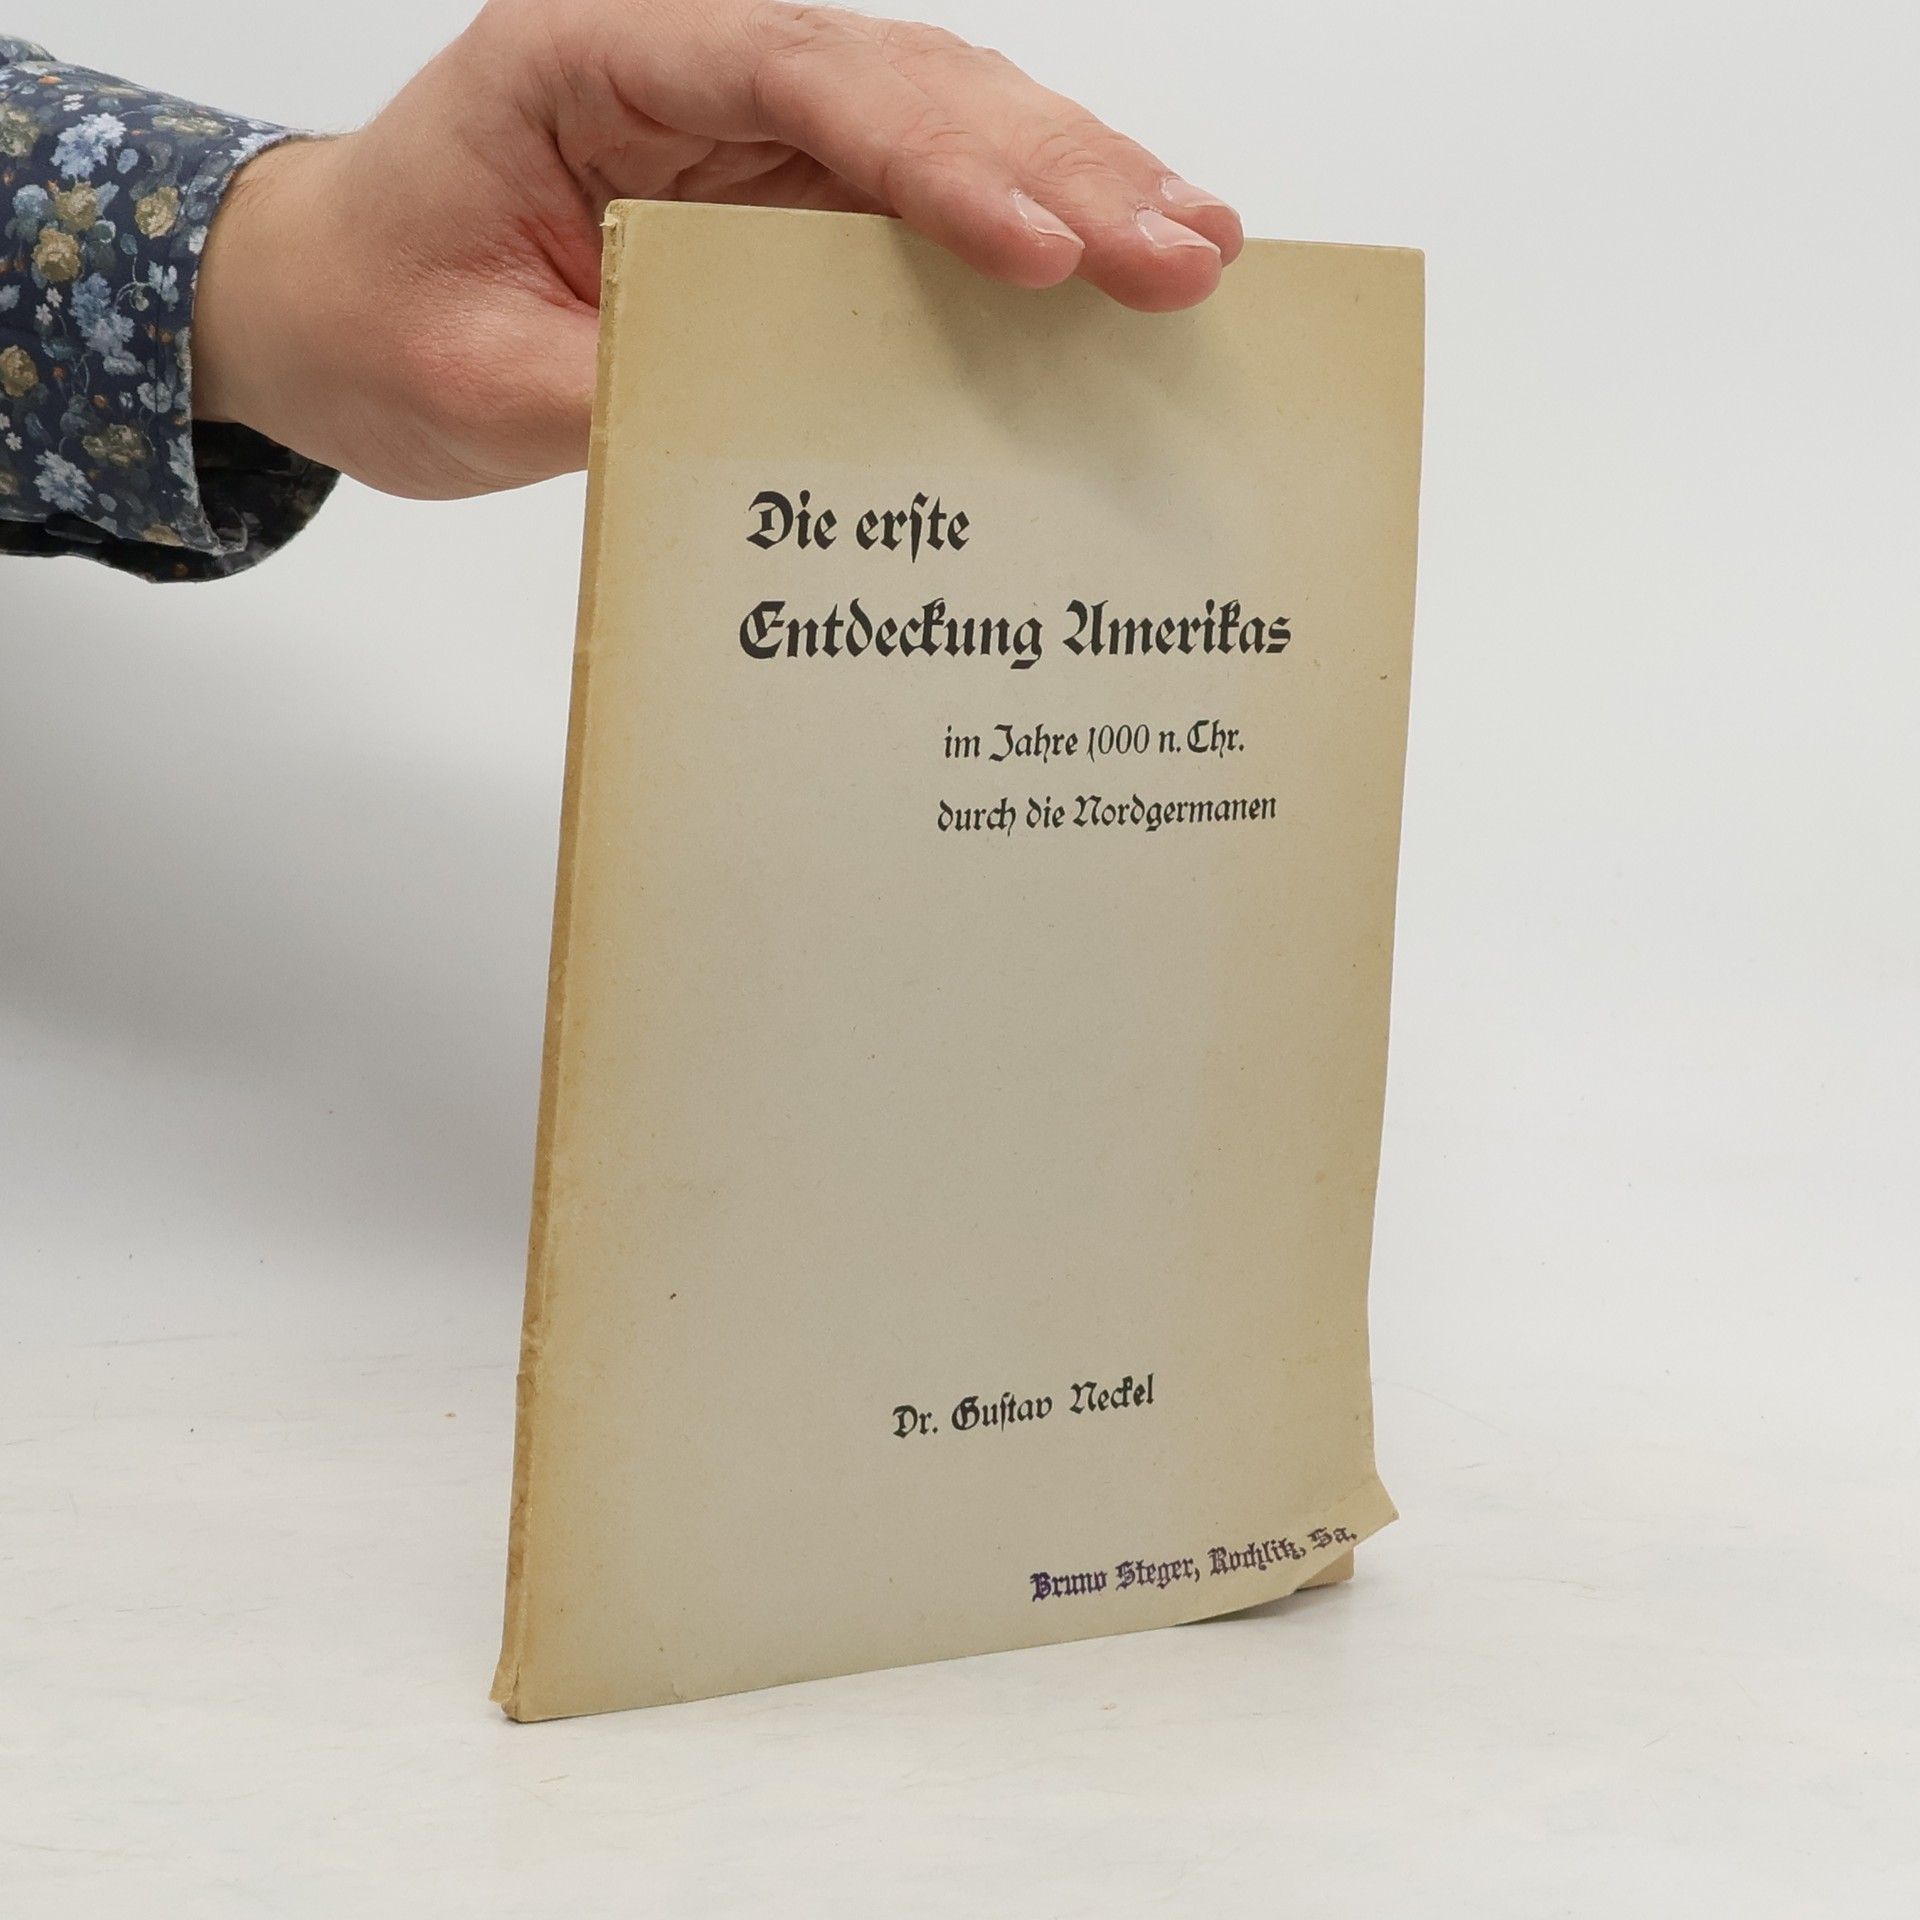 Die erſte
Entdeckung Amerikas
im Jahre 1000 n. Chr.
durch die Nordgermanen
Dr. Guſtav Neckel
Bruno Steger, Rochlitz, Sa.